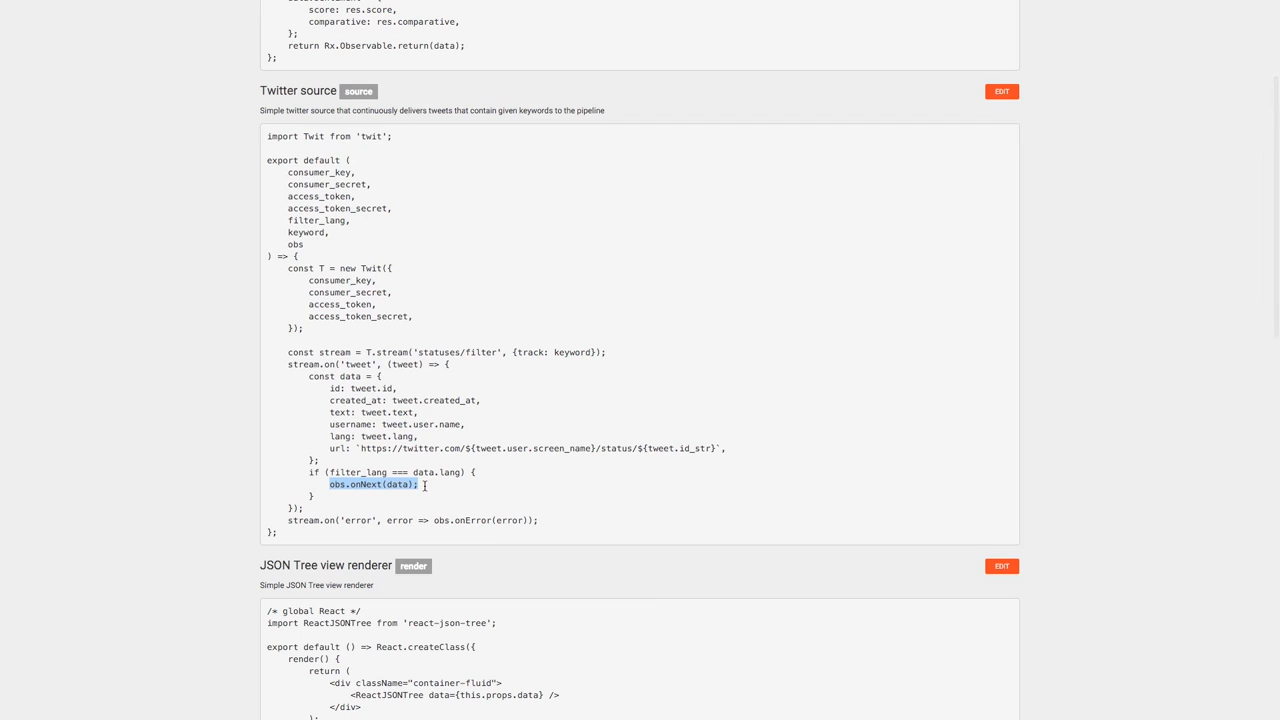 score: res.score,
comparative: res.comparative,
};
return Rx.Observable.return(data);
};
Twitter source source
EDIT
Simple twitter source that continuously delivers tweets that contain given keywords to the pipeline
import Twit from 'twit';
export default (
consumer_key,
consumer_secret,
access_token,
access_token_secret,
filter_lang,
keyword,
obs
) => {
const T = new Twit({
consumer_key,
consumer_secret,
access_token,
access_token_secret,
});
const stream = T.stream('statuses/filter', {track: keyword});
stream.on('tweet', (tweet) => {
const data = {
id: tweet.id,
created_at: tweet.created_at,
text: tweet.text,
username: tweet.user.name,
lang: tweet.lang,
url: `https://twitter.com/${tweet.user.screen_name}/status/${tweet.id_str}`,
};
if (filter_lang === data.lang) {
obs.onNext(data);
}
});
stream.on('error', error => obs.onError(error));
};
JSON Tree view renderer render
EDIT
Simple JSON Tree view renderer
/* global React */
import ReactJSONTree from 'react-json-tree';
export default () => React.createClass({
render() {
return (
<div className="container-fluid">
<ReactJSONTree data={this.props.data} />
</div>